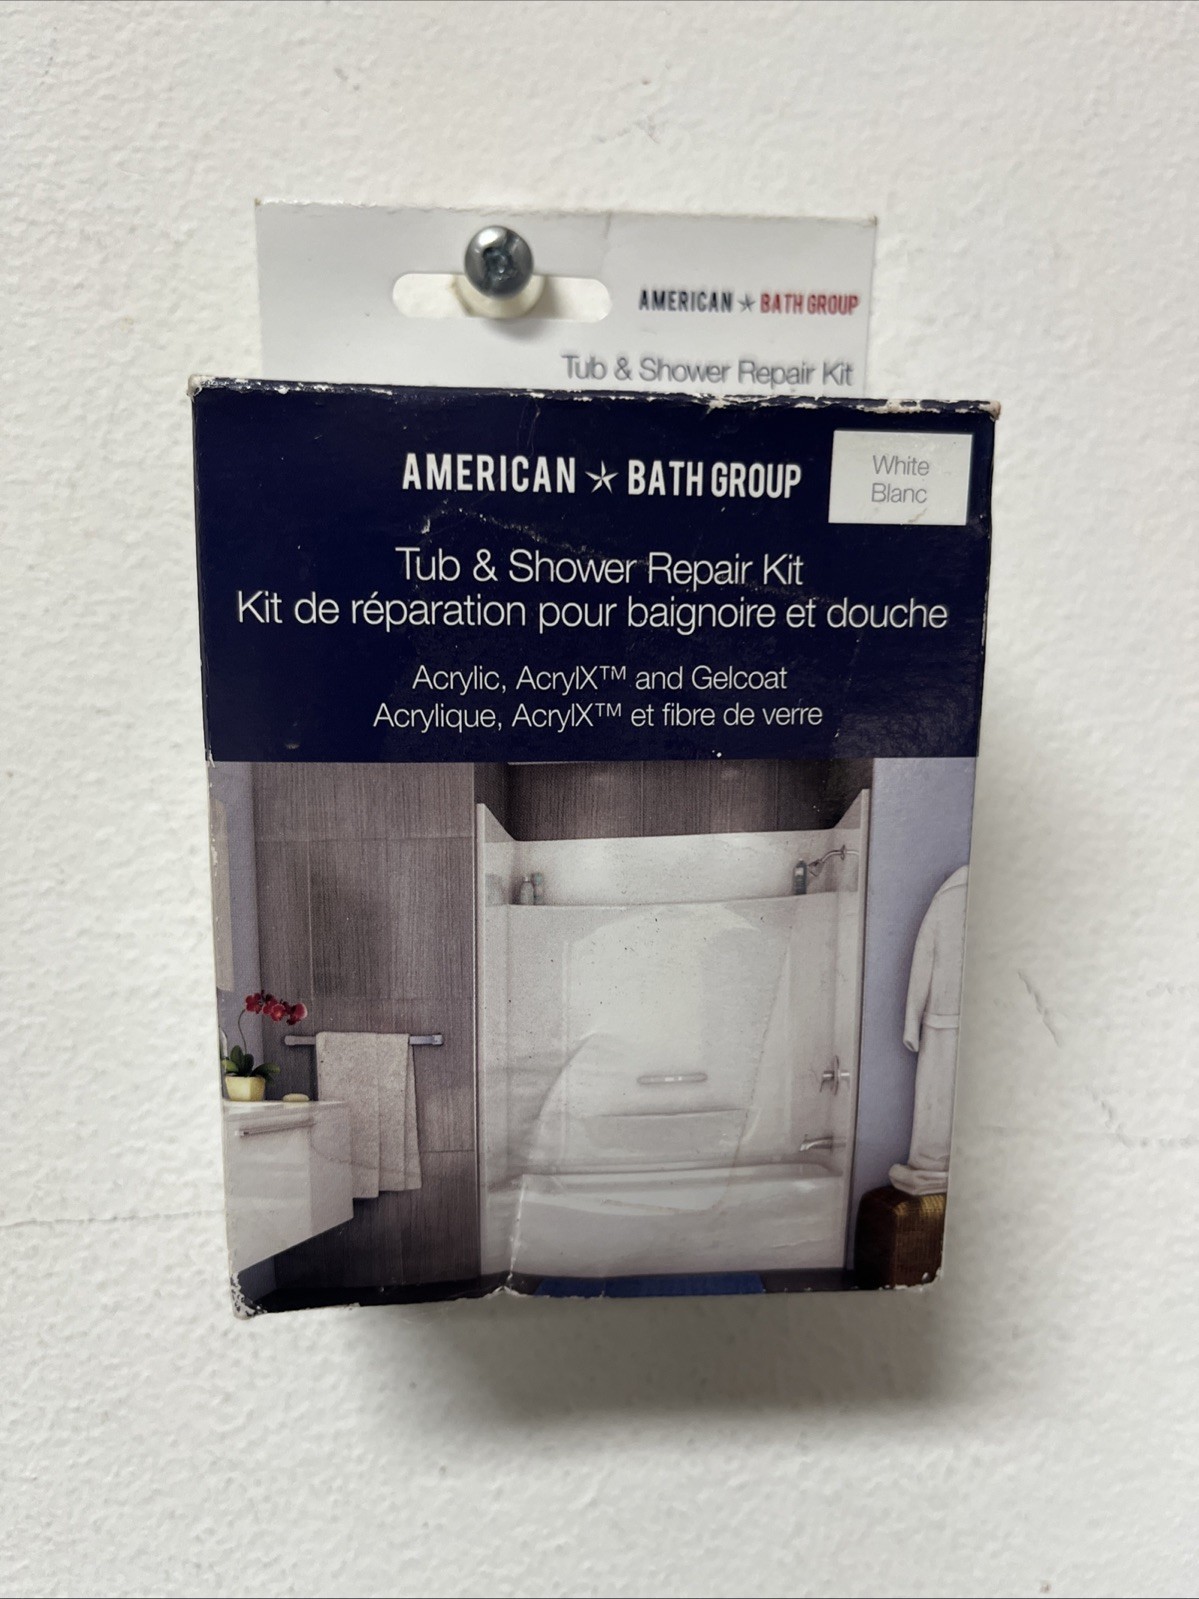 AMERICAN BATH GROUP
Tub & Shower Repair Kit
AMERICAN BATH GROUP
White
Blanc
Tub & Shower Repair Kit
Kit de réparation pour baignoire et douche
Acrylic, AcrylX™ and Gelcoat
Acrylique, AcrylX™ et fibre de verre